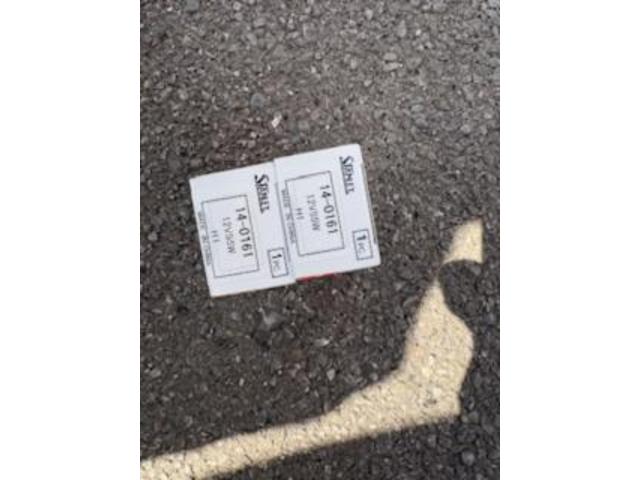 STANLEY
14-0161
12V55W
H1
1PC.
STANLEY
14-0161
12V55W
H1
1PC.